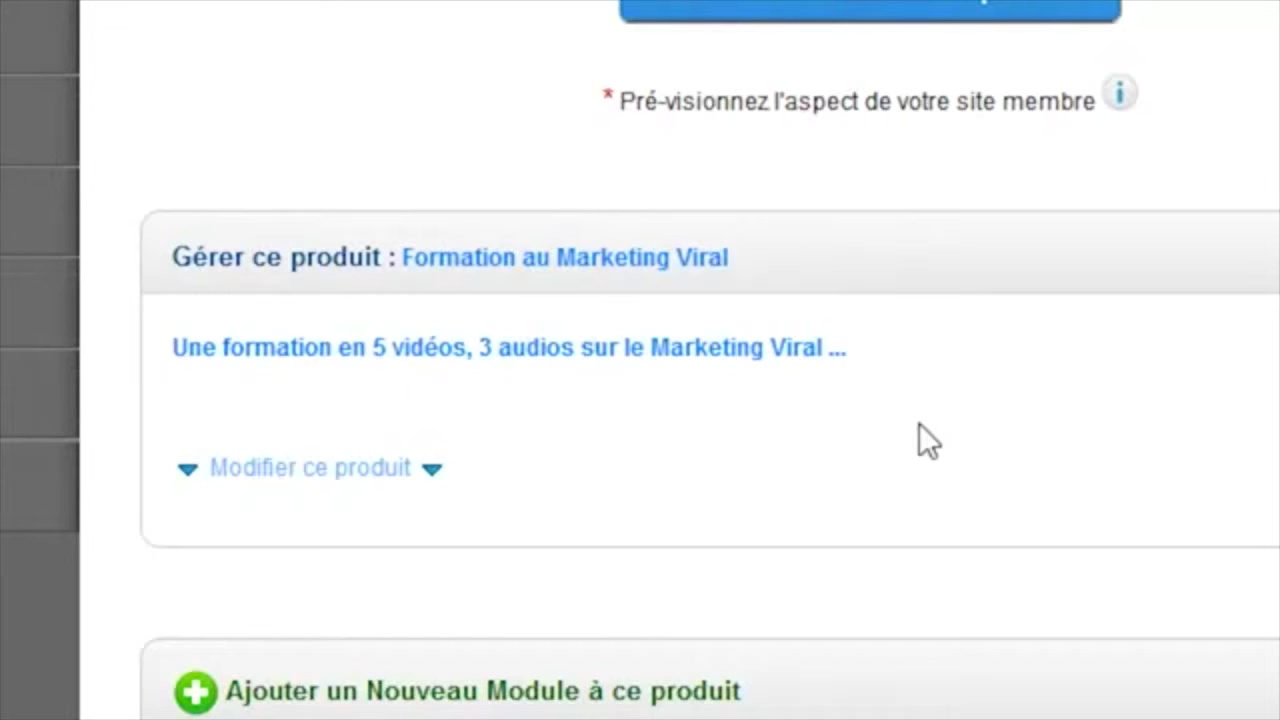 * Pré-visionnez l'aspect de votre site membre
Gérer ce produit : Formation au Marketing Viral
Une formation en 5 vidéos, 3 audios sur le Marketing Viral ...
Modifier ce produit
Ajouter un Nouveau Module à ce produit